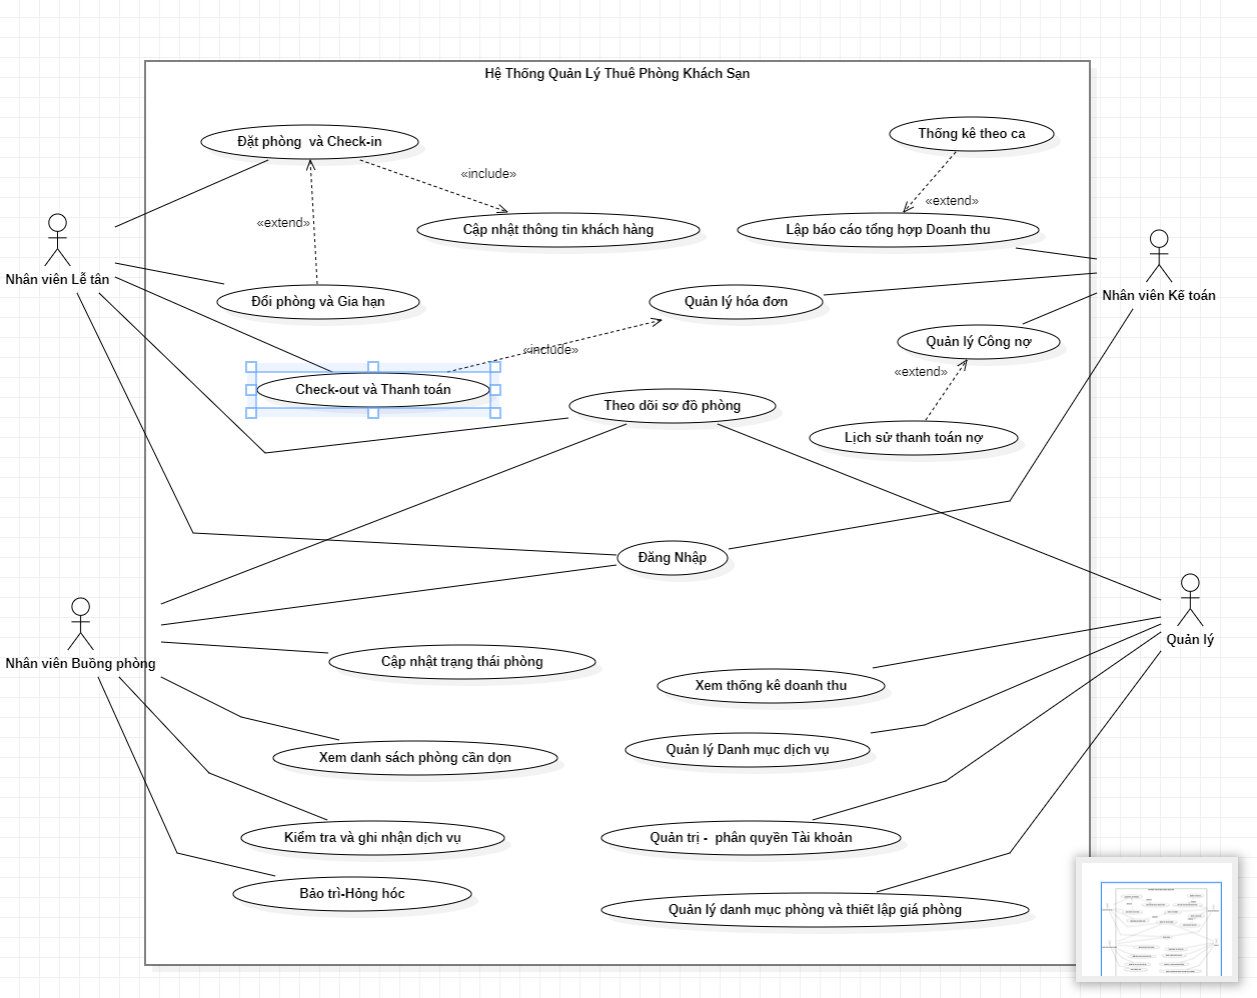 Hệ Thống Quản Lý Thuê Phòng Khách Sạn
Thống kê theo ca
Đặt phòng và Check-in
«include»
«extend»
«extend»
Cập nhật thông tin khách hàng
Lập báo cáo tổng hợp Doanh thu
Nhân viên Lễ tân
Nhân viên Kế toán
Đổi phòng và Gia hạn
Quản lý hóa đơn
Quản lý Công nợ
«include»
«extend»
Check-out và Thanh toán
Theo dõi sơ đồ phòng
Lịch sử thanh toán nợ
Đăng Nhập
Quản lý
Nhân viên Buồng phòng
Cập nhật trạng thái phòng
Xem thống kê doanh thu
Quản lý Danh mục dịch vụ
Xem danh sách phòng cần dọn
Kiểm tra và ghi nhận dịch vụ
Quản trị - phân quyền Tài khoản
Bảo trì-Hỏng hóc
Quản lý danh mục phòng và thiết lập giá phòng